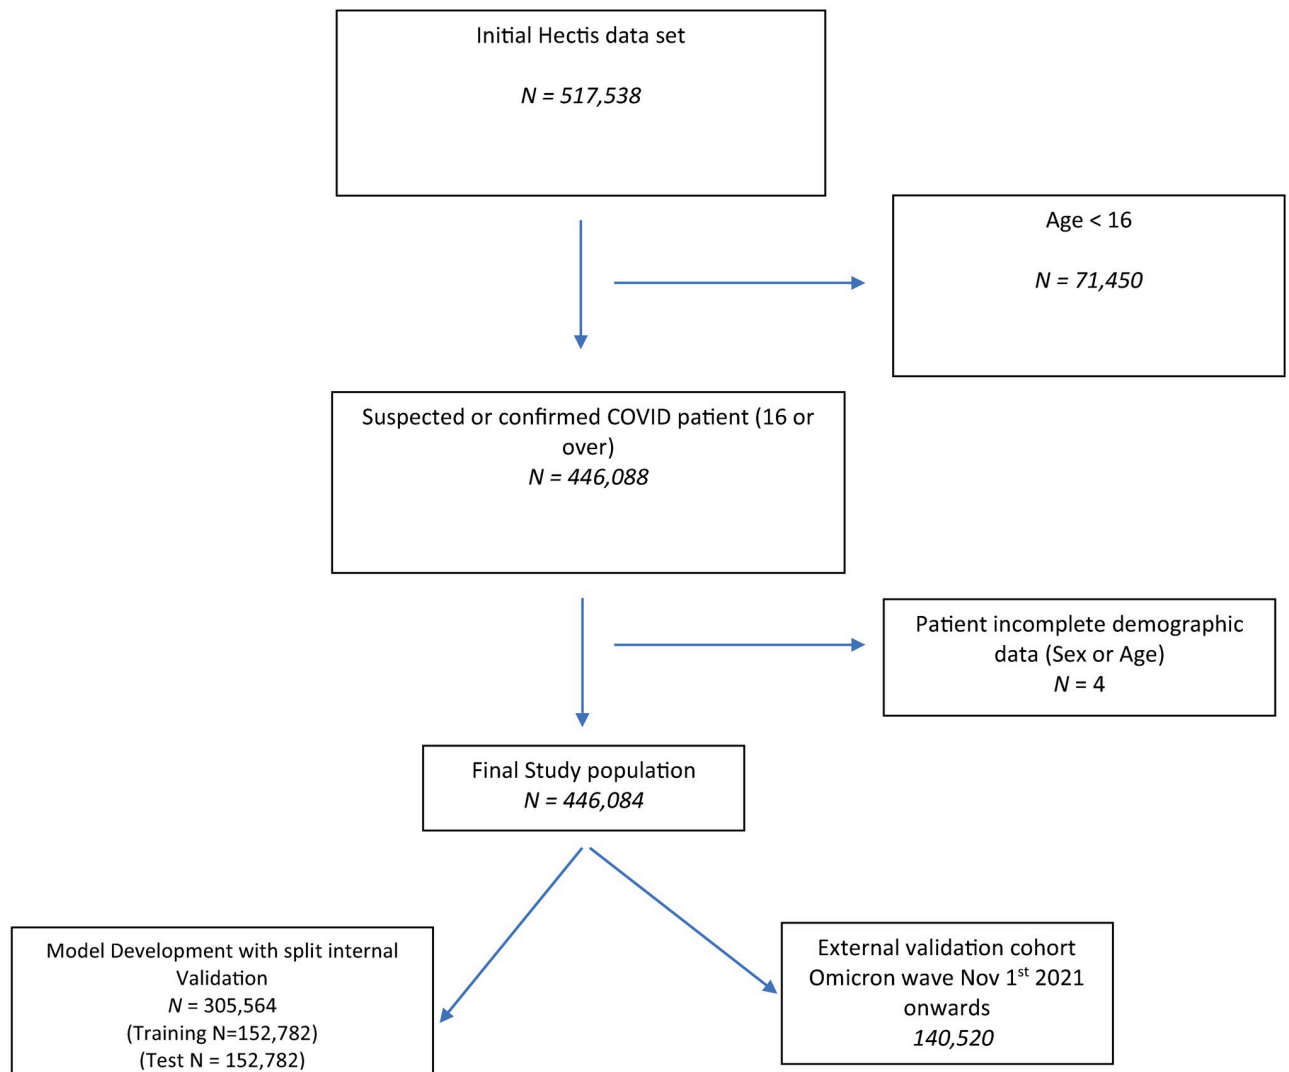 Initial Hectis data set
N = 517,538
Age < 16
N = 71,450
Suspected or confirmed COVID patient (16 or
over)
N = 446,088
Patient incomplete demographic
data (Sex or Age)
N = 4
Final Study population
N = 446,084
Model Development with split internal
Validation
N = 305,564
(Training N=152,782)
(Test N = 152,782)
External validation cohort
Omicron wave Nov 1st 2021
onwards
140,520